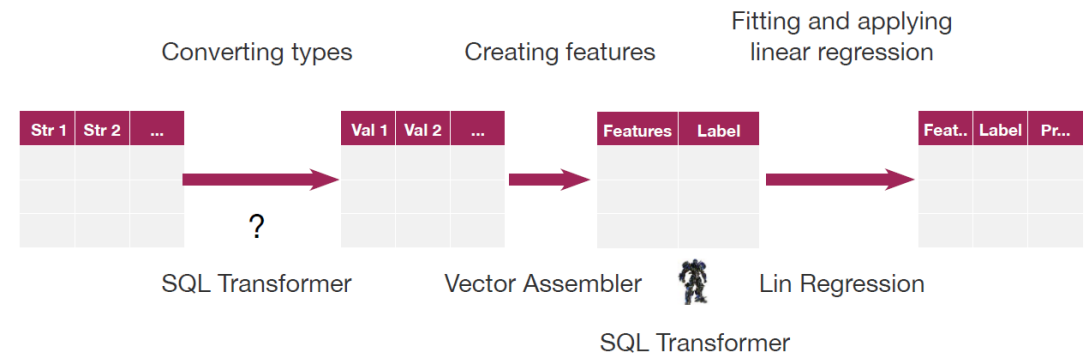 Fitting and applying
linear regression
Converting types
Creating features
Str 1 Str 2 ...
Val 1 Val 2 ...
Features Label
Feat.. Label Pr...
?
SQL Transformer
Vector Assembler
Lin Regression
SQL Transformer